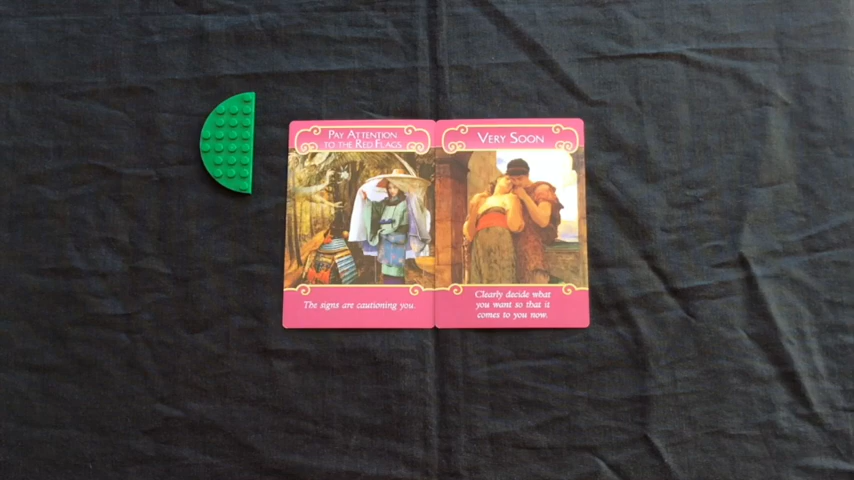 PAY ATTENTION
TO THE RED FLAGS
The signs are cautioning you.
VERY SOON
Clearly decide what
you want so that it
comes to you now.